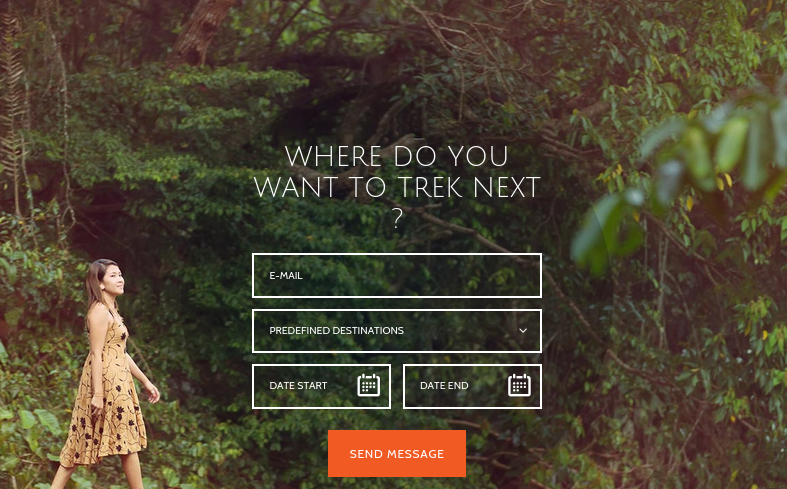 WHERE DO YOU
WANT TO TREK NEXT
?
E-MAIL
PREDEFINED DESTINATIONS
DATE START
DATE END
SEND MESSAGE